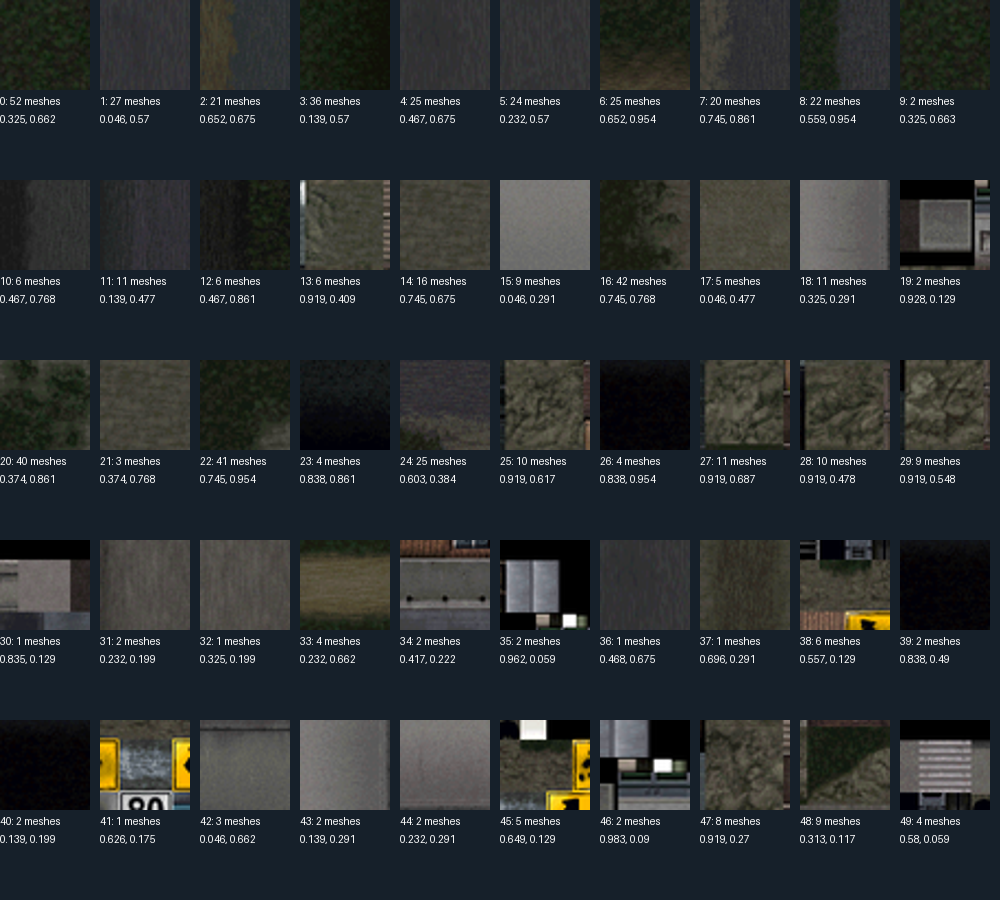 0: 52 meshes 1: 27 meshes 2: 21 meshes 3: 36 meshes 4: 25 meshes 5: 24 meshes 6: 25 meshes 7: 20 meshes 8: 22 meshes 9: 2 meshes
0.325, 0.662 0.046, 0.57 0.652, 0.675 0.139, 0.57 0.467, 0.675 0.232, 0.57 0.652, 0.954 0.745, 0.861 0.559, 0.954 0.325, 0.663
10: 6 meshes 11: 11 meshes 12: 6 meshes 13: 6 meshes 14: 16 meshes 15: 9 meshes 16: 42 meshes 17: 5 meshes 18: 11 meshes 19: 2 meshes
0.467, 0.768 0.139, 0.477 0.467, 0.861 0.919, 0.409 0.745, 0.675 0.046, 0.291 0.745, 0.768 0.046, 0.477 0.325, 0.291 0.928, 0.129
20: 40 meshes 21: 3 meshes 22: 41 meshes 23: 4 meshes 24: 25 meshes 25: 10 meshes 26: 4 meshes 27: 11 meshes 28: 10 meshes 29: 9 meshes
0.374, 0.861 0.374, 0.768 0.745, 0.954 0.838, 0.861 0.603, 0.384 0.919, 0.617 0.838, 0.954 0.919, 0.687 0.919, 0.478 0.919, 0.548
30: 1 meshes 31: 2 meshes 32: 1 meshes 33: 4 meshes 34: 2 meshes 35: 2 meshes 36: 1 meshes 37: 1 meshes 38: 6 meshes 39: 2 meshes
0.835, 0.129 0.232, 0.199 0.325, 0.199 0.232, 0.662 0.417, 0.222 0.962, 0.059 0.468, 0.675 0.696, 0.291 0.557, 0.129 0.838, 0.49
80
40: 2 meshes 41: 1 meshes 42: 3 meshes 43: 2 meshes 44: 2 meshes 45: 5 meshes 46: 2 meshes 47: 8 meshes 48: 9 meshes 49: 4 meshes
0.139, 0.199 0.626, 0.175 0.046, 0.662 0.139, 0.291 0.232, 0.291 0.649, 0.129 0.983, 0.09 0.919, 0.27 0.313, 0.117 0.58, 0.059